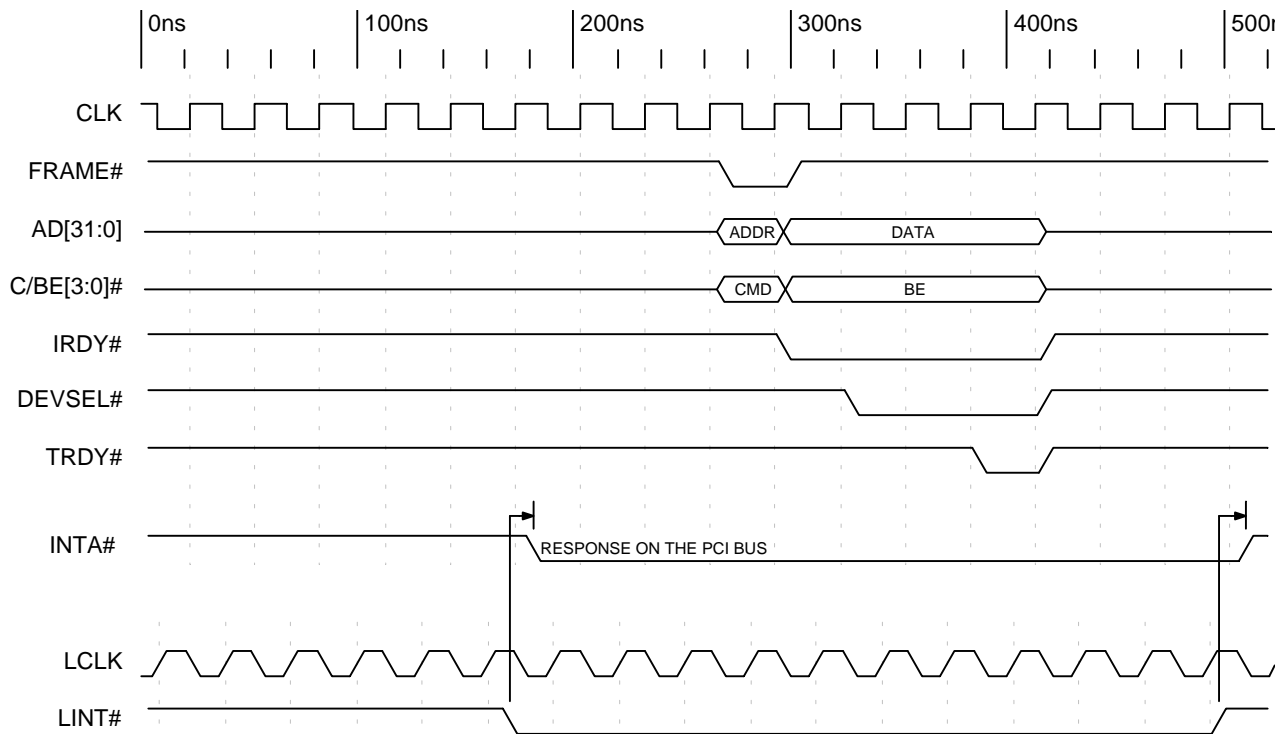 0ns 100ns 200ns 300ns 400ns 500n
CLK
FRAME#
AD[31:0] ADDR DATA
C/BE[3:0]# CMD BE
IRDY#
DEVSEL#
TRDY#
INTA# RESPONSE ON THE PCI BUS
LCLK
LINT#